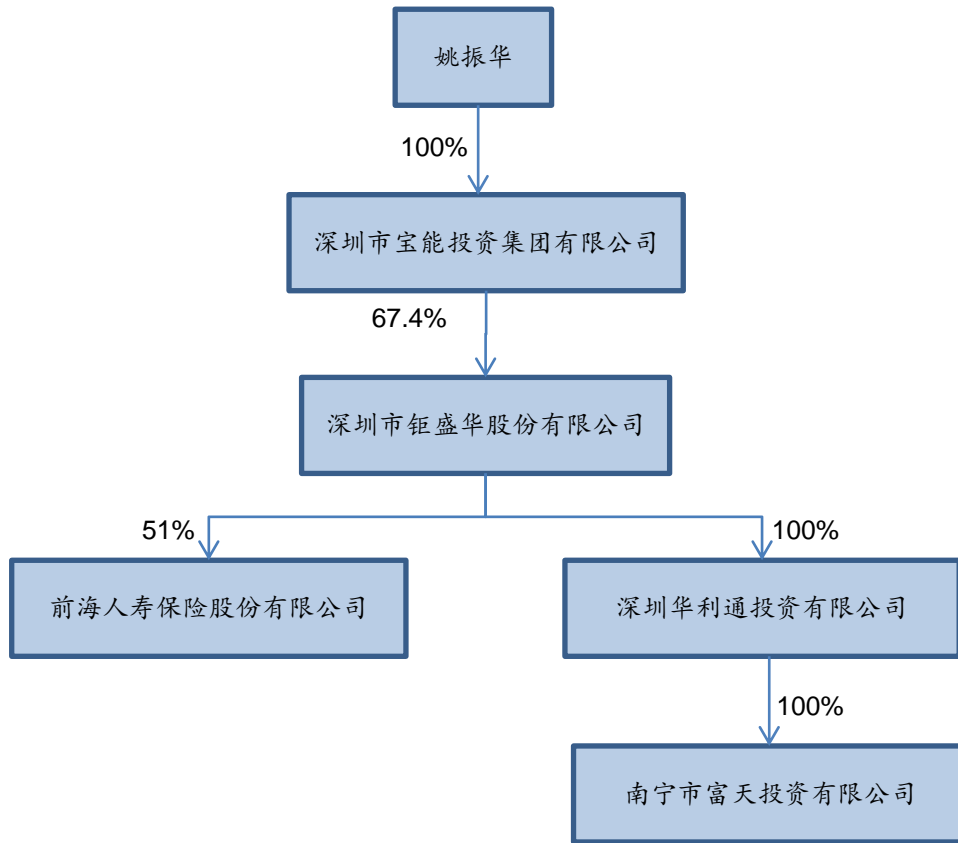 姚振华
100%
深圳市宝能投资集团有限公司
67.4%
深圳市钜盛华股份有限公司
51%
100%
前海人寿保险股份有限公司
深圳华利通投资有限公司
100%
南宁市富天投资有限公司